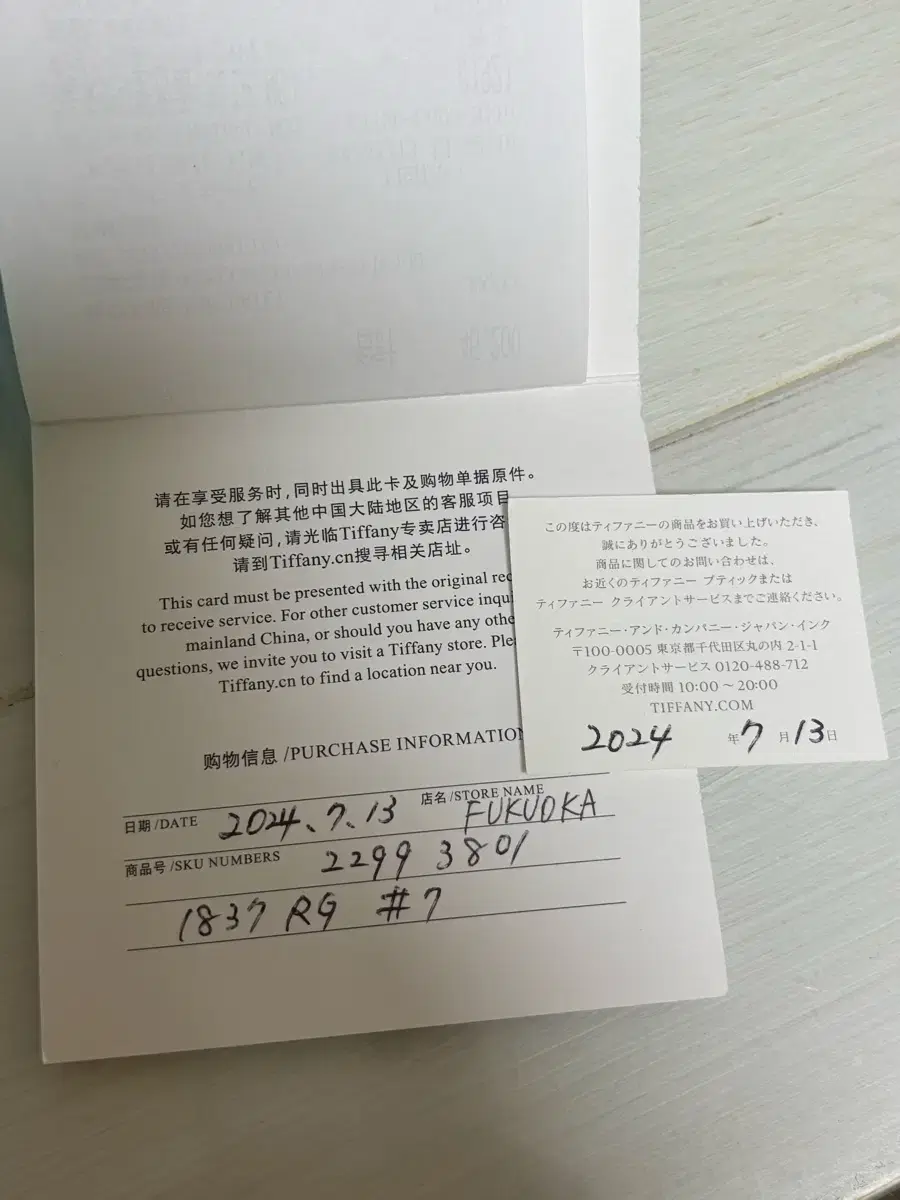 请在享受服务时,同时出具此卡及购物单据原件。
如您想了解其他中国大陆地区的客服项目
或有任何疑问,请光临Tiffany专卖店进行咨
请到Tiffany.cn搜寻相关店址。
This card must be presented with the original
to receive service. For other customer service
mainland China, or should you have any
questions, we invite you to visit a Tiffany store.
Tiffany.cn to find a location near you.
购物信息/PURCHASE INFORMATION
日期/DATE 2024.7.13 店名/STORE NAME FUKUOKA
商品号/SKU NUMBERS 2299 3801
1837 RG #7
この度はティファニーの商品をお買い上げいただき、
誠にありがとうございました。
商品に関してのお問い合わせは、
お近くのティファニー ブティックまたは
ティファニー クライアントサービスまでご連絡ください。
ティファニー・アンド・カンパニー・ジャパン・インク
〒100-0005 東京都千代田区丸の内 2-1-1
クライアントサービス 0120-488-712
受付時間 10:00~20:00
TIFFANY.COM
2024 年 7 月 13 日